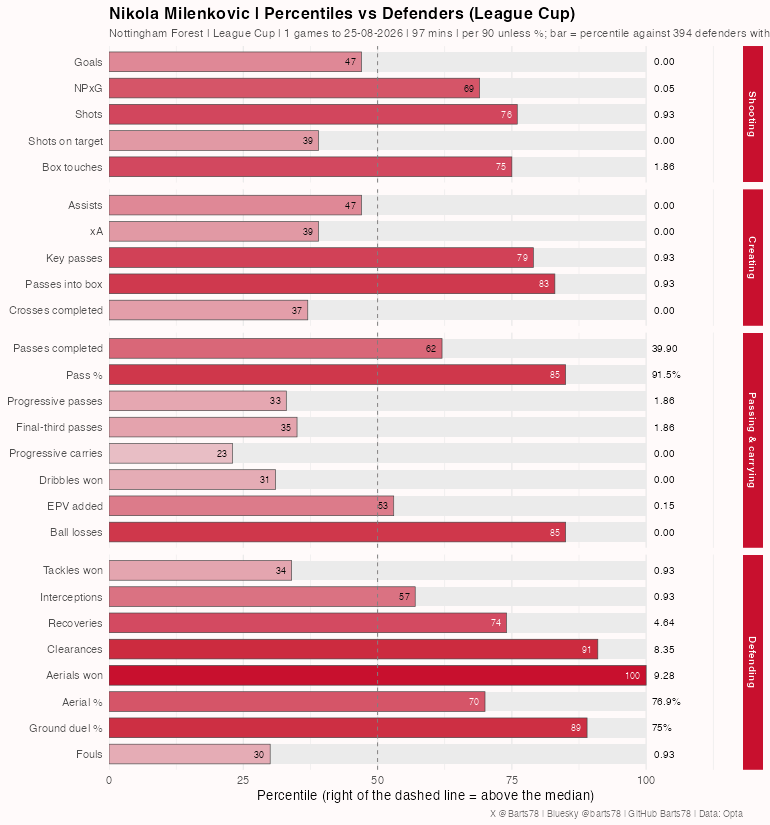 Nikola Milenkovic | Percentiles vs Defenders (League Cup)
Nottingham Forest | League Cup | 1 games to 25-08-2026 | 97 mins | per 90 unless %; bar = percentile against 394 defenders with
Goals 47 0.00
NPxG 69 0.05
Shots 76 0.93
Shots on target 39 0.00
Box touches 75 1.86
Shooting
Assists 47 0.00
xA 39 0.00
Key passes 79 0.93
Passes into box 83 0.93
Crosses completed 37 0.00
Creating
Passes completed 62 39.90
Pass % 85 91.5%
Progressive passes 33 1.86
Final-third passes 35 1.86
Progressive carries 23 0.00
Dribbles won 31 0.00
EPV added 53 0.15
Ball losses 85 0.00
Passing & carrying
Tackles won 34 0.93
Interceptions 57 0.93
Recoveries 74 4.64
Clearances 91 8.35
Aerials won 100 9.28
Aerial % 70 76.9%
Ground duel % 89 75%
Fouls 30 0.93
Defending
0 25 50 75 100
Percentile (right of the dashed line = above the median)
X @Barts78 | Bluesky @barts78 | GitHub Barts78 | Data: Opta